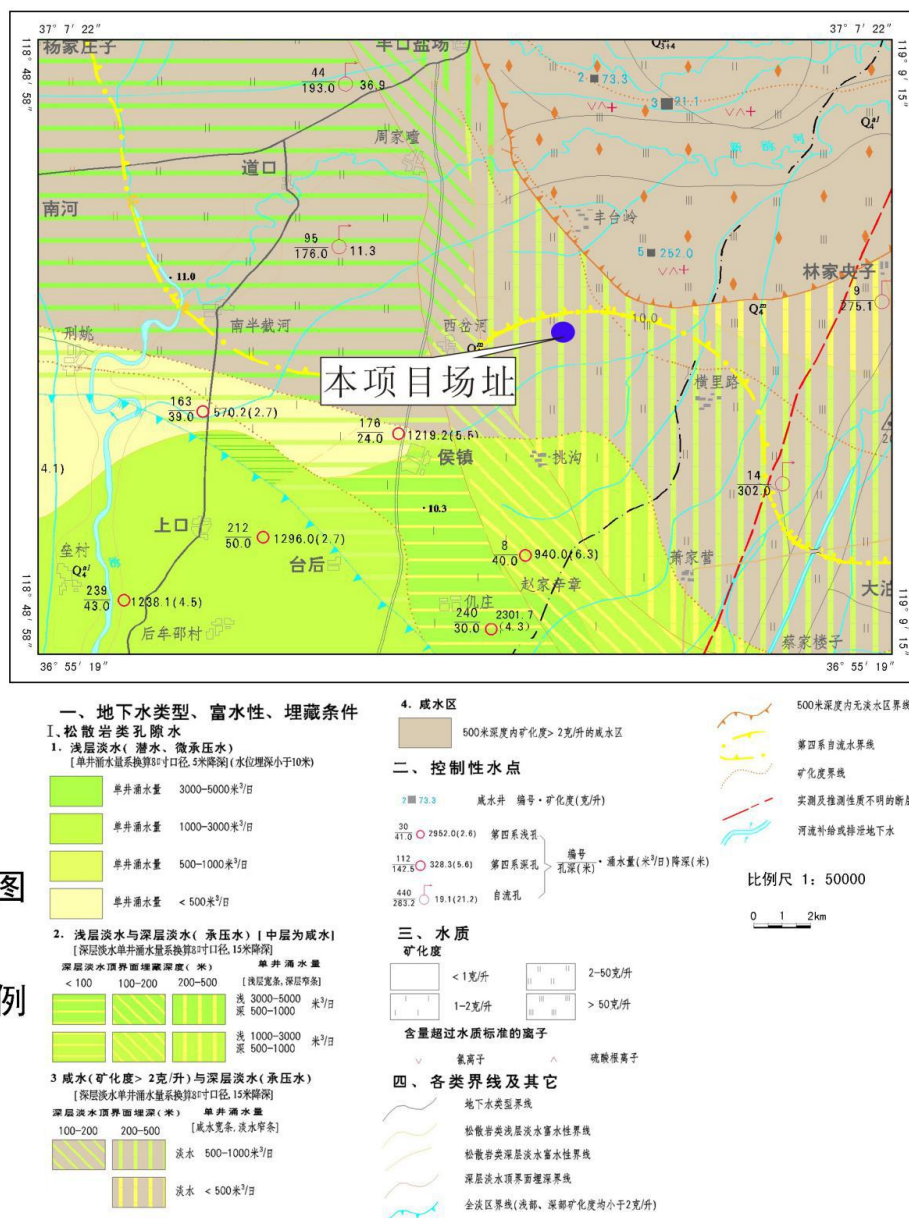 37° 7′ 22″
37° 7′ 22″
118° 48′ 58″
119° 9′ 15″
杨家庄子
羊口盐场
44
193.0
36.9
2
73.3
3
91.1
Q₄ᵃˡ
周家疃
道口
南河
丰台岭
95
176.0
11.3
5
252.0
林家央子
9
275.1
11.0
Q₄ᵐ
10.0
南半截河
西岔河
刑姚
本项目场址
横里路
163
39.0
570.2(2.7)
176
24.0
1219.2(5.5)
侯镇
挑沟
4.1)
14
302.0
10.3
上口
212
50.0
1296.0(2.7)
台后
8
40.0
940.0(6.3)
垒村
Q₄ᵃˡ
萧家营
赵家辛章
239
43.0
1238.1(4.5)
仉庄
240
30.0
2301.7
(4.3)
后牟邵村
蔡家楼子
118° 48′ 58″
119° 9′ 15″
36° 55′ 19″
36° 55′ 19″
一、地下水类型、富水性、埋藏条件
I、松散岩类孔隙水
1. 浅层淡水(潜水、微承压水)
[单井涌水量系换算8吋口径,5米降深](水位埋深小于10米)
单井涌水量 3000-5000米³/日
单井涌水量 1000-3000米³/日
单井涌水量 500-1000米³/日
单井涌水量 <500米³/日
2. 浅层淡水与深层淡水(承压水)[中层为咸水]
[深层淡水单井涌水量系换算8吋口径,15米降深]
深层淡水顶界面埋藏深度(米) 单井涌水量
<100 100-200 200-500 [浅层宽条,深层窄条]
浅 3000-5000 米³/日
深 500-1000
浅 1000-3000 米³/日
深 500-1000
3 咸水(矿化度>2克/升)与深层淡水(承压水)
[深层淡水单井涌水量系换算8吋口径,15米降深]
深层淡水顶界面埋深(米) 单井涌水量
100-200 200-500 [咸水宽条,淡水窄条]
淡水 500-1000米³/日
淡水 <500米³/日
图
例
4. 咸水区
500米深度内矿化度>2克/升的咸水区
二、控制性水点
2 73.3 咸水井 编号·矿化度(克/升)
30
41.0 2952.0(2.6) 第四系浅孔
112
142.5 328.3(5.6) 第四系深孔
编号
孔深(米)·涌水量(米³/日)降深(米)
440
263.2 19.1(21.2) 自流孔
三、水质
矿化度
<1克/升
2-50克/升
1-2克/升
>50克/升
含量超过水质标准的离子
氯离子
硫酸根离子
四、各类界线及其它
地下水类型界线
松散岩类浅层淡水富水性界线
松散岩类深层淡水富水性界线
深层淡水顶界面埋深界线
全淡区界线(浅部、深部矿化度均小于2克/升)
500米深度内无淡水区界线
第四系自流水界线
矿化度界线
实测及推测性质不明的断层
河流补给或排泄地下水
比例尺 1: 50000
0 1 2km